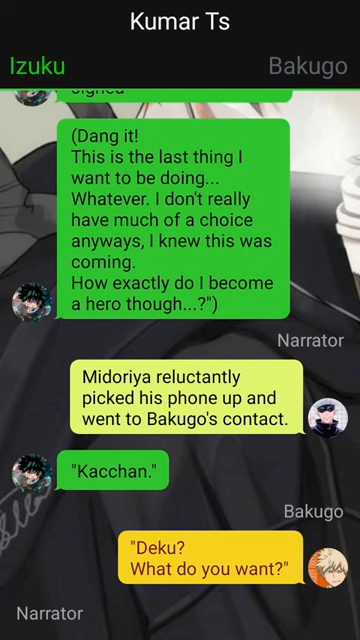 Kumar Ts
Izuku
Bakugo
signed
(Dang it!
This is the last thing I
want to be doing...
Whatever. I don't really
have much of a choice
anyways, I knew this was
coming.
How exactly do I become
a hero though...?")
Narrator
Midoriya reluctantly
picked his phone up and
went to Bakugo's contact.
"Kacchan."
Bakugo
"Deku?
What do you want?"
Narrator